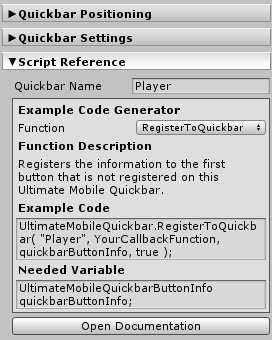 Quickbar Positioning
Quickbar Settings
Script Reference
Quickbar Name Player
Example Code Generator
Function RegisterToQuickbar
Function Description
Registers the information to the first
button that is not registered on this
Ultimate Mobile Quickbar.
Example Code
UltimateMobileQuickbar.RegisterToQuickb
ar( "Player", YourCallbackFunction,
quickbarButtonInfo, true );
Needed Variable
UltimateMobileQuickbarButtonInfo
quickbarButtonInfo;
Open Documentation